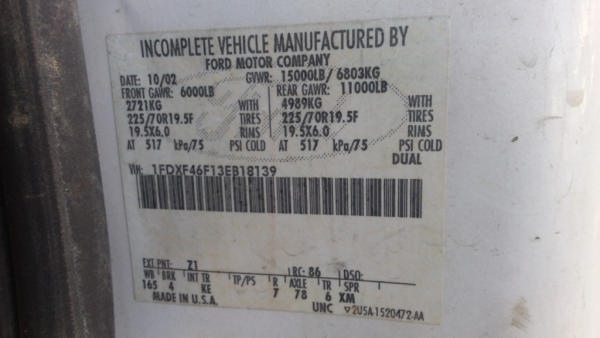 INCOMPLETE VEHICLE MANUFACTURED BY
FORD MOTOR COMPANY
DATE: 10/02 GVWR: 15000LB/ 6803KG
FRONT GAWR: 6000LB REAR GAWR: 11000LB
2721KG WITH 4989KG WITH
225/70R19.5F TIRES 225/70R19.5F TIRES
19.5X6.0 RIMS 19.5X6.0 RIMS
AT 517 kPa/75 PSI COLD AT 517 kPa/75 PSI COLD
DUAL
VIN: 1FDXF46F13EB18139
EXT PNT: Z1 RC: 86 DSO:
WB BRK INT TR TP/PS R AXLE TR SPR
165 4 KE 7 78 6 XM
MADE IN U.S.A. UNC ▽2U5A-1520472-AA